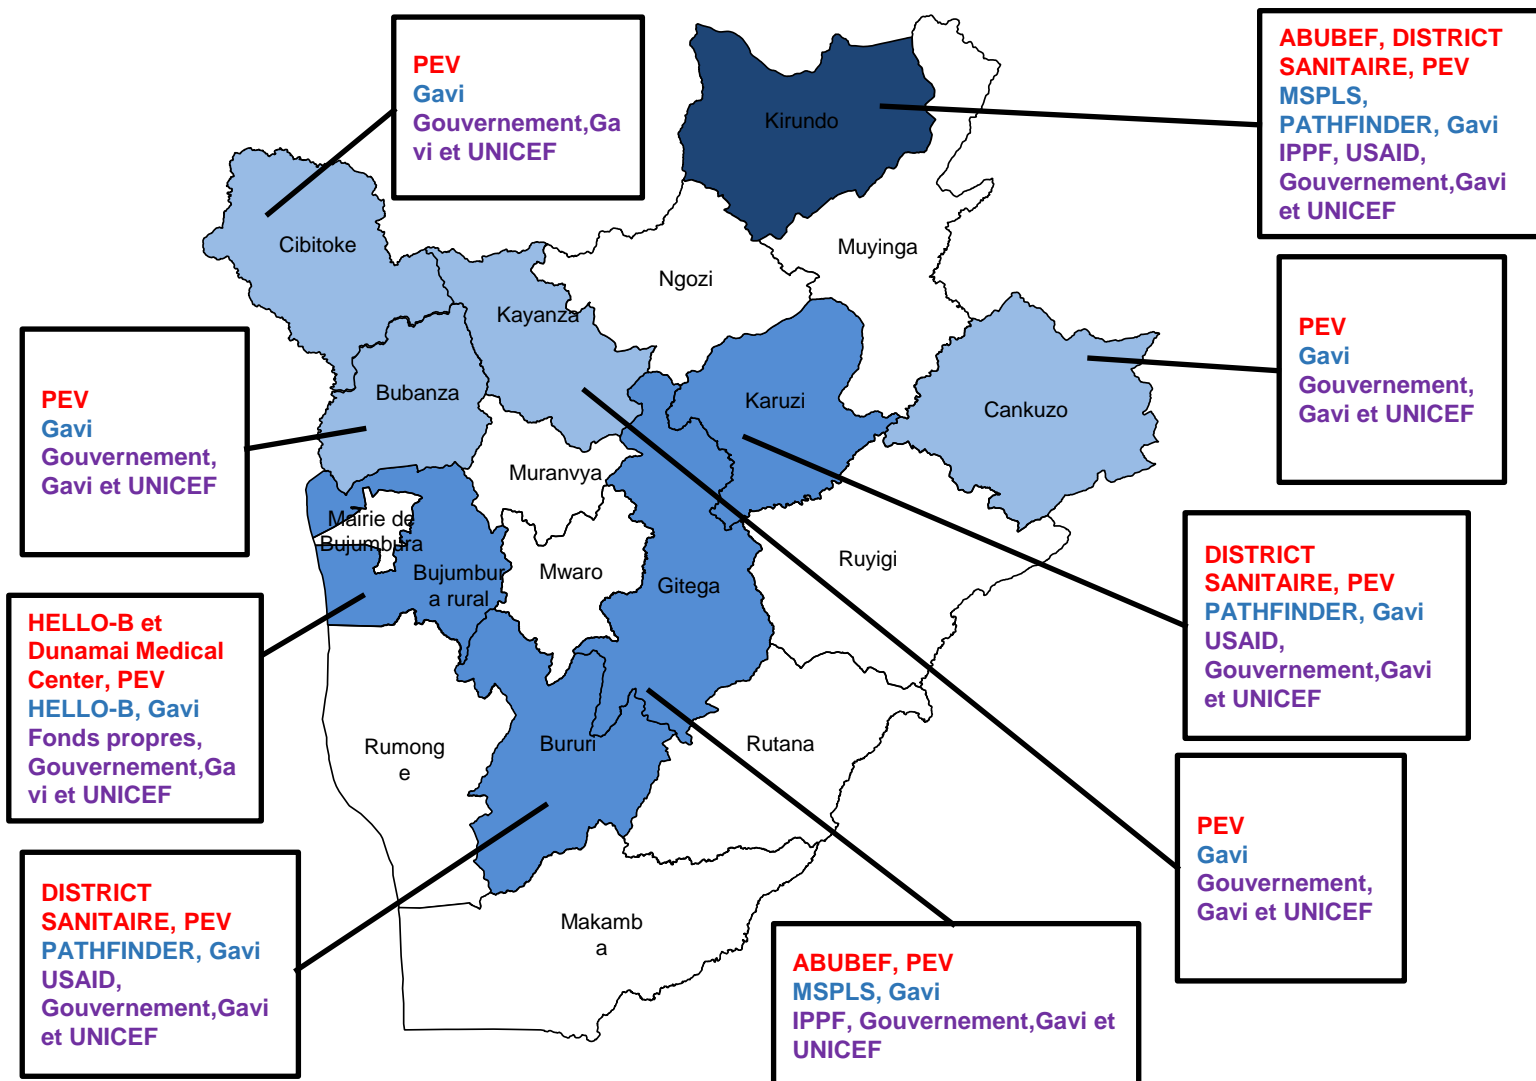 PEV
Gavi
Gouvernement,Ga
vi et UNICEF
ABUBEF, DISTRICT
SANITAIRE, PEV
MSPLS,
PATHFINDER, Gavi
IPPF, USAID,
Gouvernement,Gavi
et UNICEF
Kirundo
Cibitoke
Muyinga
Ngozi
Kayanza
PEV
Gavi
Gouvernement,
Gavi et UNICEF
Bubanza
Karuzi
Cankuzo
PEV
Gavi
Gouvernement,
Gavi et UNICEF
Muranvya
Mairie de
Bujumbura
Bujumbur
a rural
Mwaro
Gitega
Ruyigi
DISTRICT
SANITAIRE, PEV
PATHFINDER, Gavi
USAID,
Gouvernement,Gavi
et UNICEF
HELLO-B et
Dunamai Medical
Center, PEV
HELLO-B, Gavi
Fonds propres,
Gouvernement,Ga
vi et UNICEF
Rumong
e
Bururi
Rutana
PEV
Gavi
Gouvernement,
Gavi et UNICEF
DISTRICT
SANITAIRE, PEV
PATHFINDER, Gavi
USAID,
Gouvernement,Gavi
et UNICEF
Makamb
a
ABUBEF, PEV
MSPLS, Gavi
IPPF, Gouvernement,Gavi et
UNICEF